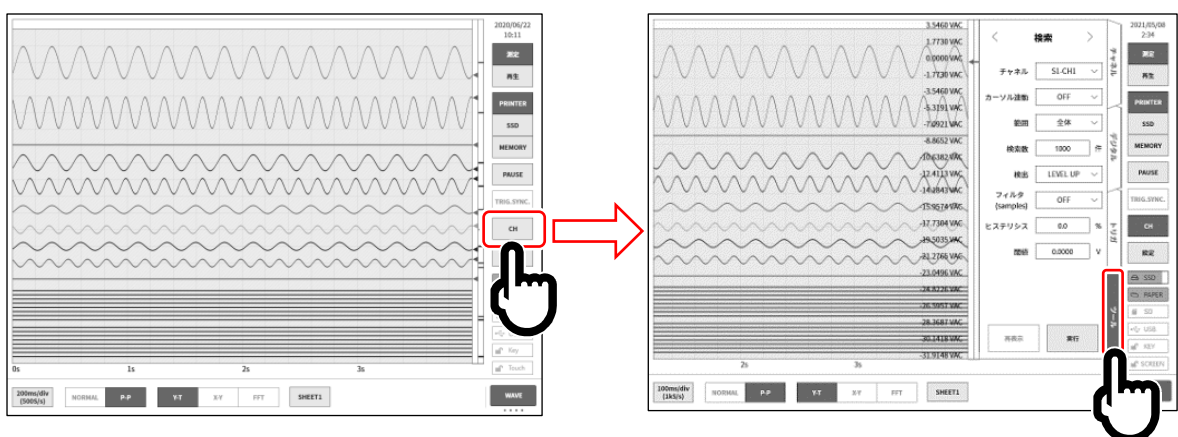 2020/06/22
10:11
測定
再生
PRINTER
SSD
MEMORY
PAUSE
TRIG.SYNC.
CH
Key
Touch
0s
1s
2s
3s
100ms/div
(500S/s)
NORMAL
P-P
Y-T
X-Y
FFT
SHEET1
WAVE
3.5460 VAC
1.7730 VAC
0.0000 VAC
-1.7730 VAC
-3.5460 VAC
-5.3191 VAC
-7.0921 VAC
-8.8652 VAC
-10.6382 VAC
-12.4113 VAC
-14.1843 VAC
-15.9574 VAC
-17.7304 VAC
-19.5035 VAC
-21.2766 VAC
-23.0496 VAC
-24.8226 VAC
-26.5957 VAC
-28.3687 VAC
-30.1418 VAC
-31.9148 VAC
検索
チャネル
S1-CH1
カーソル連動
OFF
範囲
全体
検索数
1000
件
検出
LEVEL UP
フィルタ
(samples)
OFF
ヒステリシス
0.0
%
閾値
0.0000
V
再表示
実行
チャネル
デジタル
トリガ
ツール
2021/05/08
2:34
測定
再生
PRINTER
SSD
MEMORY
PAUSE
TRIG.SYNC.
CH
設定
SSD
PAPER
SD
USB
KEY
SCREEN
2s
3s
100ms/div
(1kS/s)
NORMAL
P-P
Y-T
X-Y
FFT
SHEET1